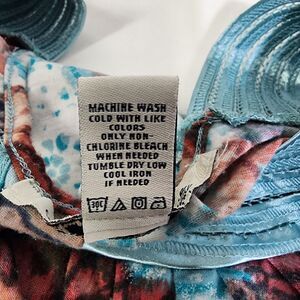 MACHINE WASH
COLD WITH LIKE
COLORS
ONLY NON-
CHLORINE BLEACH
WHEN NEEDED
TUMBLE DRY LOW
COOL IRON
IF NEEDED